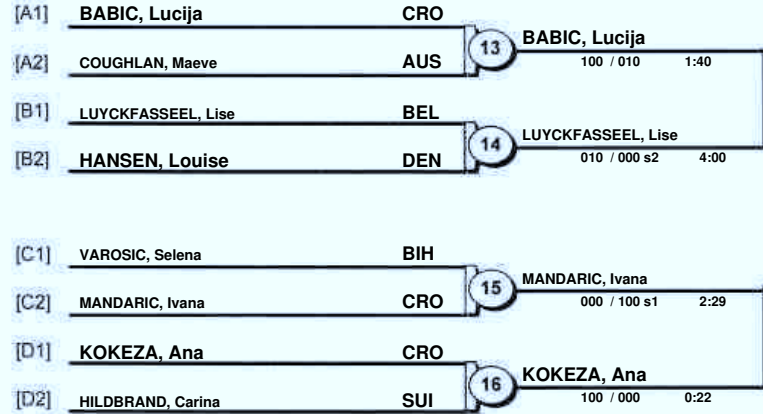 [A1] BABIC, Lucija CRO
13 BABIC, Lucija
100 / 010 1:40
[A2] COUGHLAN, Maeve AUS
[B1] LUYCKFASSEEL, Lise BEL
14 LUYCKFASSEEL, Lise
010 / 000 s2 4:00
[B2] HANSEN, Louise DEN
[C1] VAROSIC, Selena BIH
15 MANDARIC, Ivana
000 / 100 s1 2:29
[C2] MANDARIC, Ivana CRO
[D1] KOKEZA, Ana CRO
16 KOKEZA, Ana
100 / 000 0:22
[D2] HILDBRAND, Carina SUI